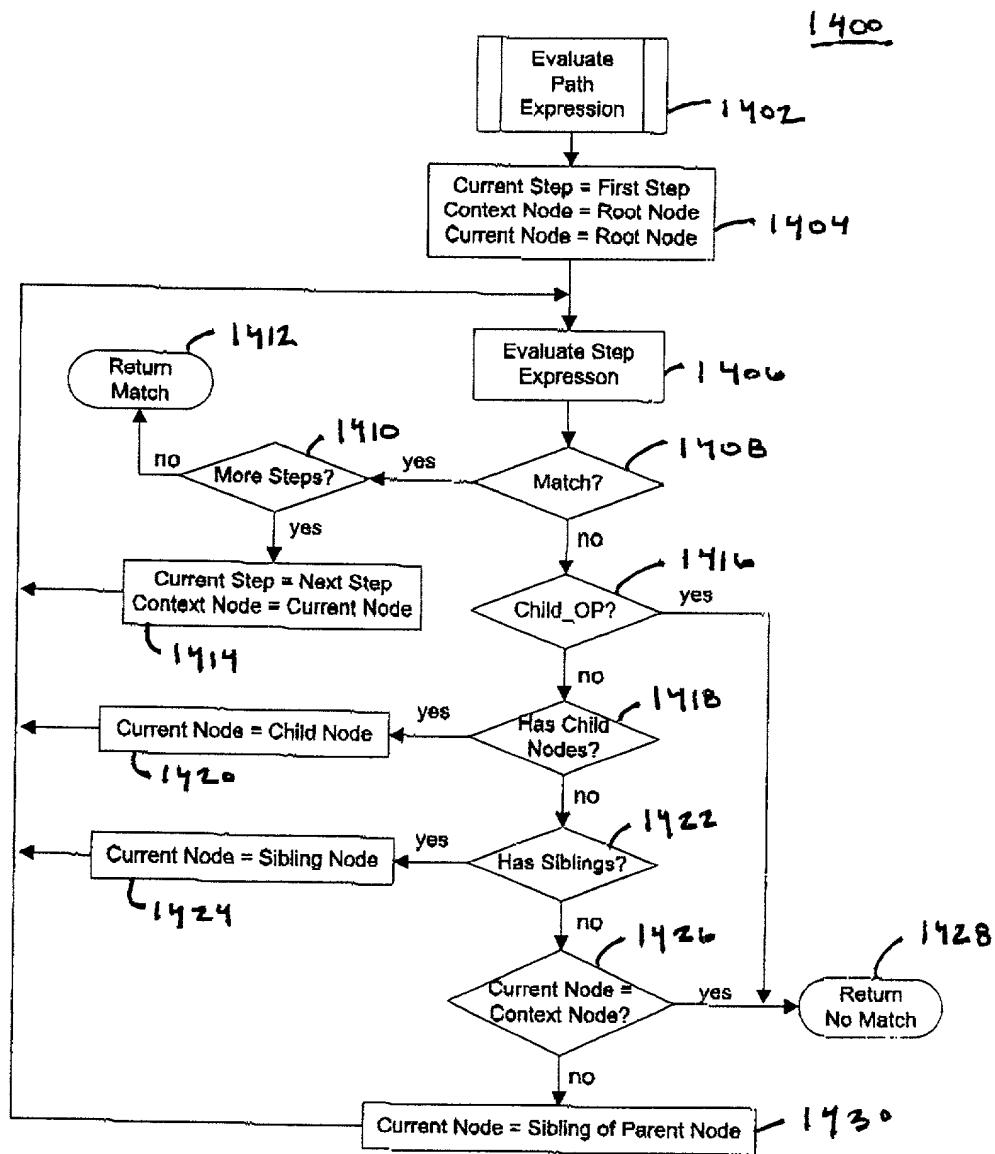 1400
Evaluate
Path
Expression
1402
Current Step = First Step
Context Node = Root Node
Current Node = Root Node
1404
1412
Return
Match
Evaluate Step
Expresson
1406
1410
no
More Steps?
yes
1408
Match?
yes
no
Current Step = Next Step
Context Node = Current Node
1414
1416
Child_OP?
yes
no
1418
Has Child
Nodes?
yes
Current Node = Child Node
1420
no
1422
Has Siblings?
yes
Current Node = Sibling Node
1424
no
1426
Current Node =
Context Node?
yes
1428
Return
No Match
no
Current Node = Sibling of Parent Node
1430